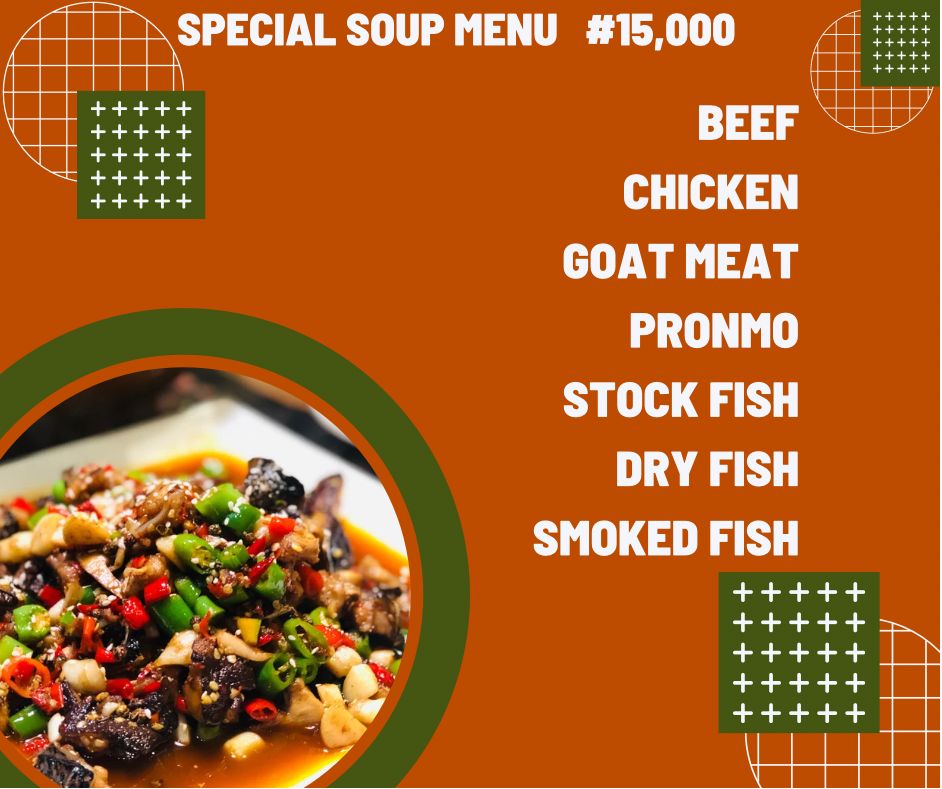 SPECIAL SOUP MENU #15,000
BEEF
CHICKEN
GOAT MEAT
PRONMO
STOCK FISH
DRY FISH
SMOKED FISH